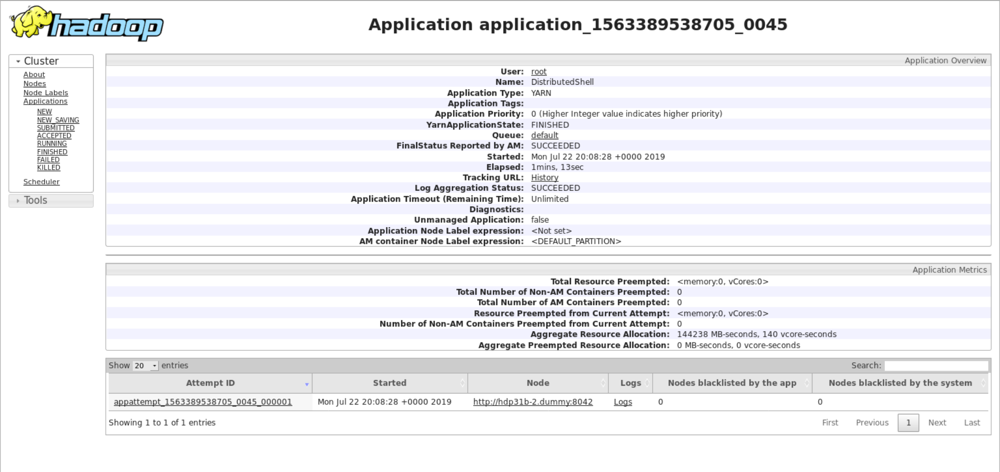 hadoop
Application application_1563389538705_0045
Cluster
About
Nodes
Node Labels
Applications
NEW
NEW_SAVING
SUBMITTED
ACCEPTED
RUNNING
FINISHED
FAILED
KILLED
Scheduler
Tools
Application Overview
User: root
Name: DistributedShell
Application Type: YARN
Application Tags:
Application Priority: 0 (Higher Integer value indicates higher priority)
YarnApplicationState: FINISHED
Queue: default
FinalStatus Reported by AM: SUCCEEDED
Started: Mon Jul 22 20:08:28 +0000 2019
Elapsed: 1mins, 13sec
Tracking URL: History
Log Aggregation Status: SUCCEEDED
Application Timeout (Remaining Time): Unlimited
Diagnostics:
Unmanaged Application: false
Application Node Label expression: <Not set>
AM container Node Label expression: <DEFAULT_PARTITION>
Application Metrics
Total Resource Preempted: <memory:0, vCores:0>
Total Number of Non-AM Containers Preempted: 0
Total Number of AM Containers Preempted: 0
Resource Preempted from Current Attempt: <memory:0, vCores:0>
Number of Non-AM Containers Preempted from Current Attempt: 0
Aggregate Resource Allocation: 144238 MB-seconds, 140 vcore-seconds
Aggregate Preempted Resource Allocation: 0 MB-seconds, 0 vcore-seconds
Show 20 entries Search:
Attempt ID Started Node Logs Nodes blacklisted by the app Nodes blacklisted by the system
appattempt_1563389538705_0045_000001 Mon Jul 22 20:08:28 +0000 2019 http://hdp31b-2.dummy:8042 Logs 0 0
Showing 1 to 1 of 1 entries First Previous 1 Next Last